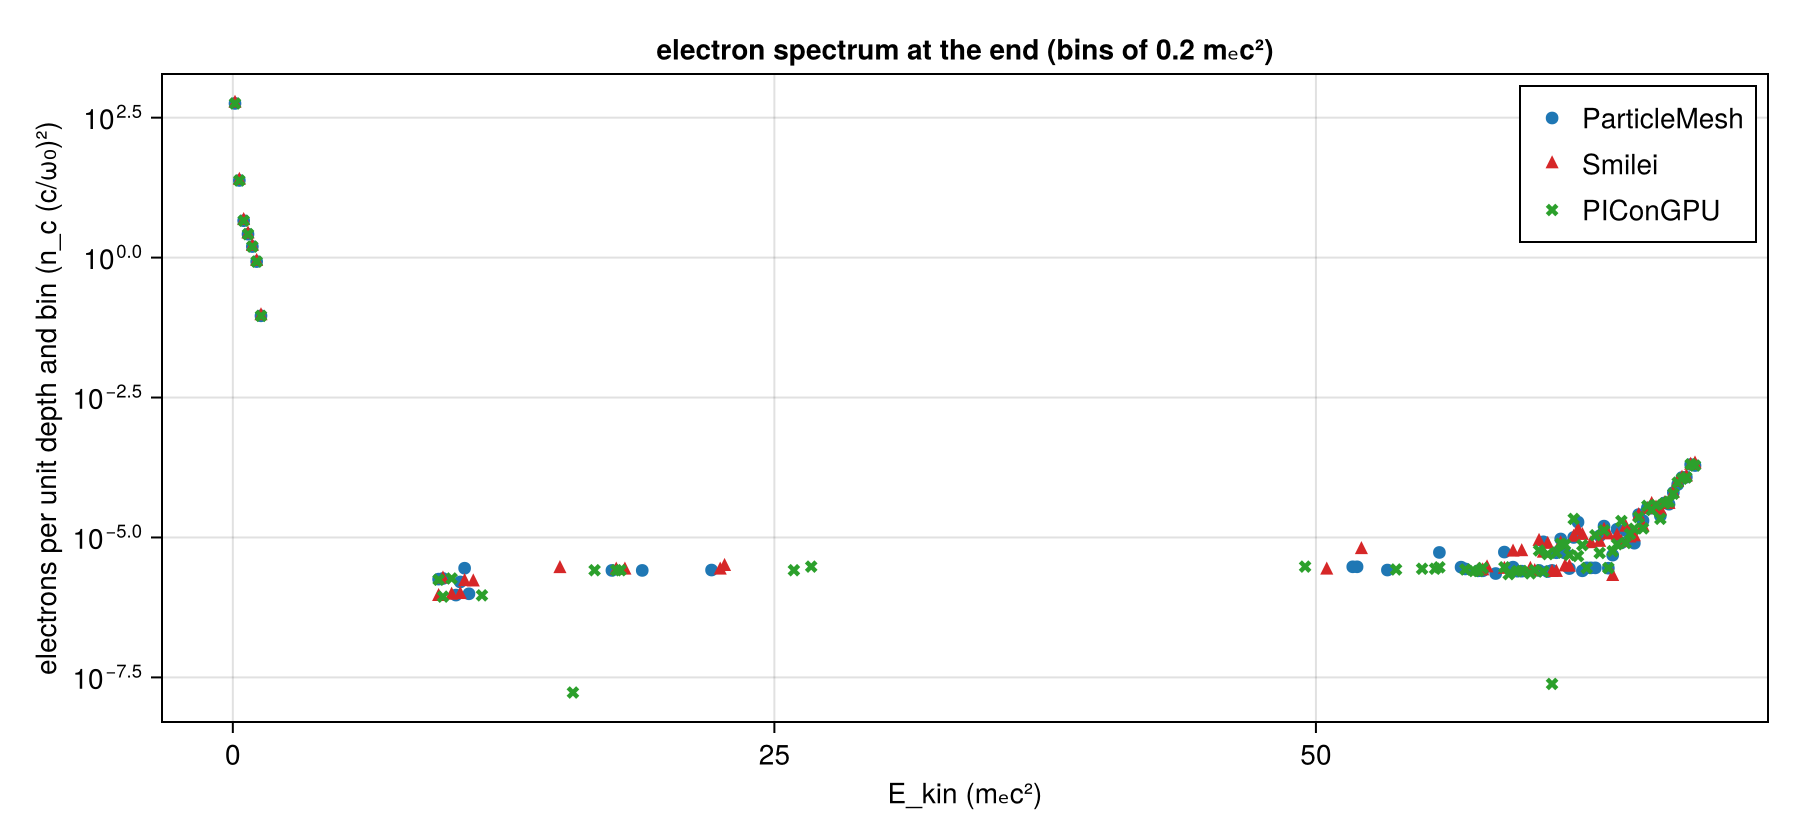 electron spectrum at the end (bins of 0.2 mₑc²)
electrons per unit depth and bin (n_c (c/ω₀)²)
10^2.5
10^0.0
10^−2.5
10^−5.0
10^−7.5
ParticleMesh
Smilei
PIConGPU
0
25
50
E_kin (mₑc²)